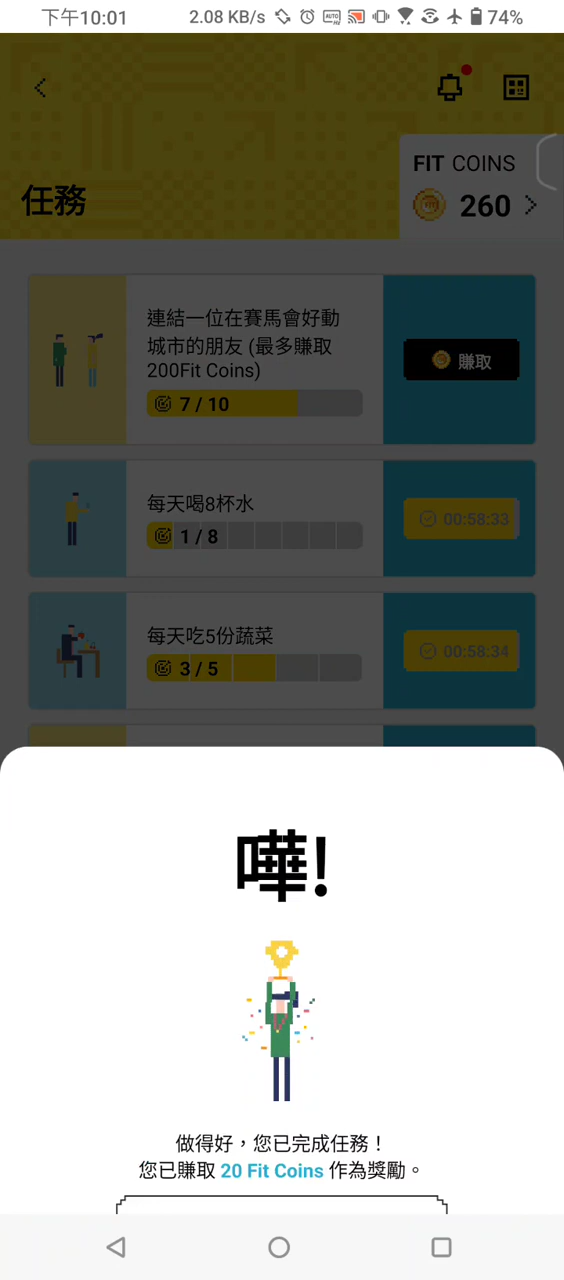 下午10:01 2.08 KB/s 74%
FIT COINS
任務
260
連結一位在賽馬會好動
城市的朋友 (最多賺取
200Fit Coins)
7 / 10
賺取
每天喝8杯水
1 / 8
00:58:33
每天吃5份蔬菜
3 / 5
00:58:34
嘩!
做得好，您已完成任務！
您已賺取 20 Fit Coins 作為獎勵。